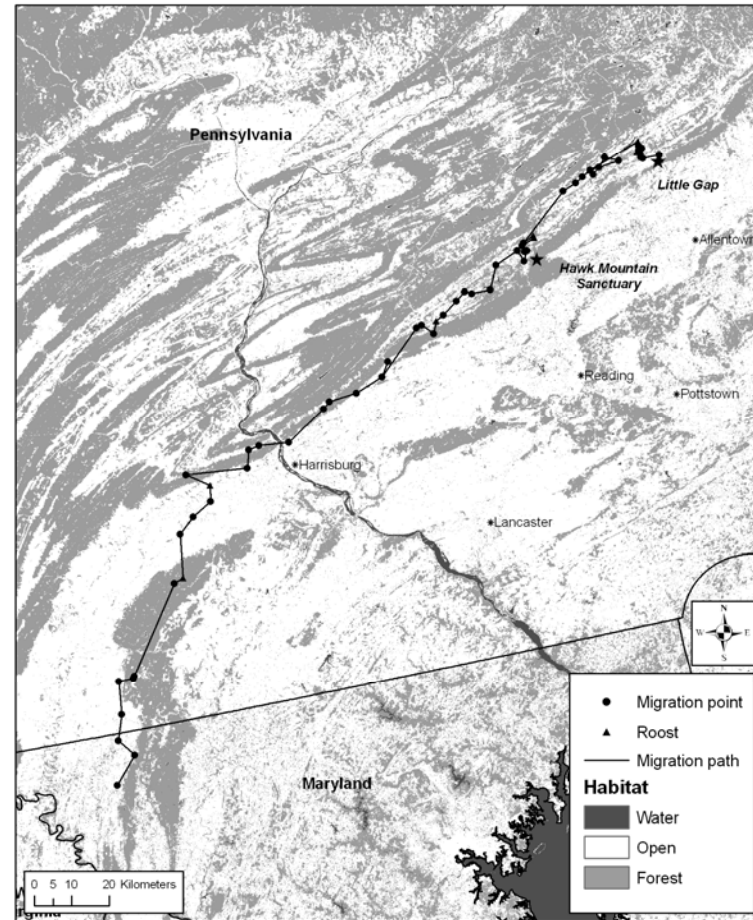 Pennsylvania
Little Gap
Allentown
Hawk Mountain
Sanctuary
Reading
Pottstown
Harrisburg
Lancaster
N
W E
S
Maryland
Migration point
Roost
Migration path
Habitat
Water
Open
Forest
0 5 10 20 Kilometers